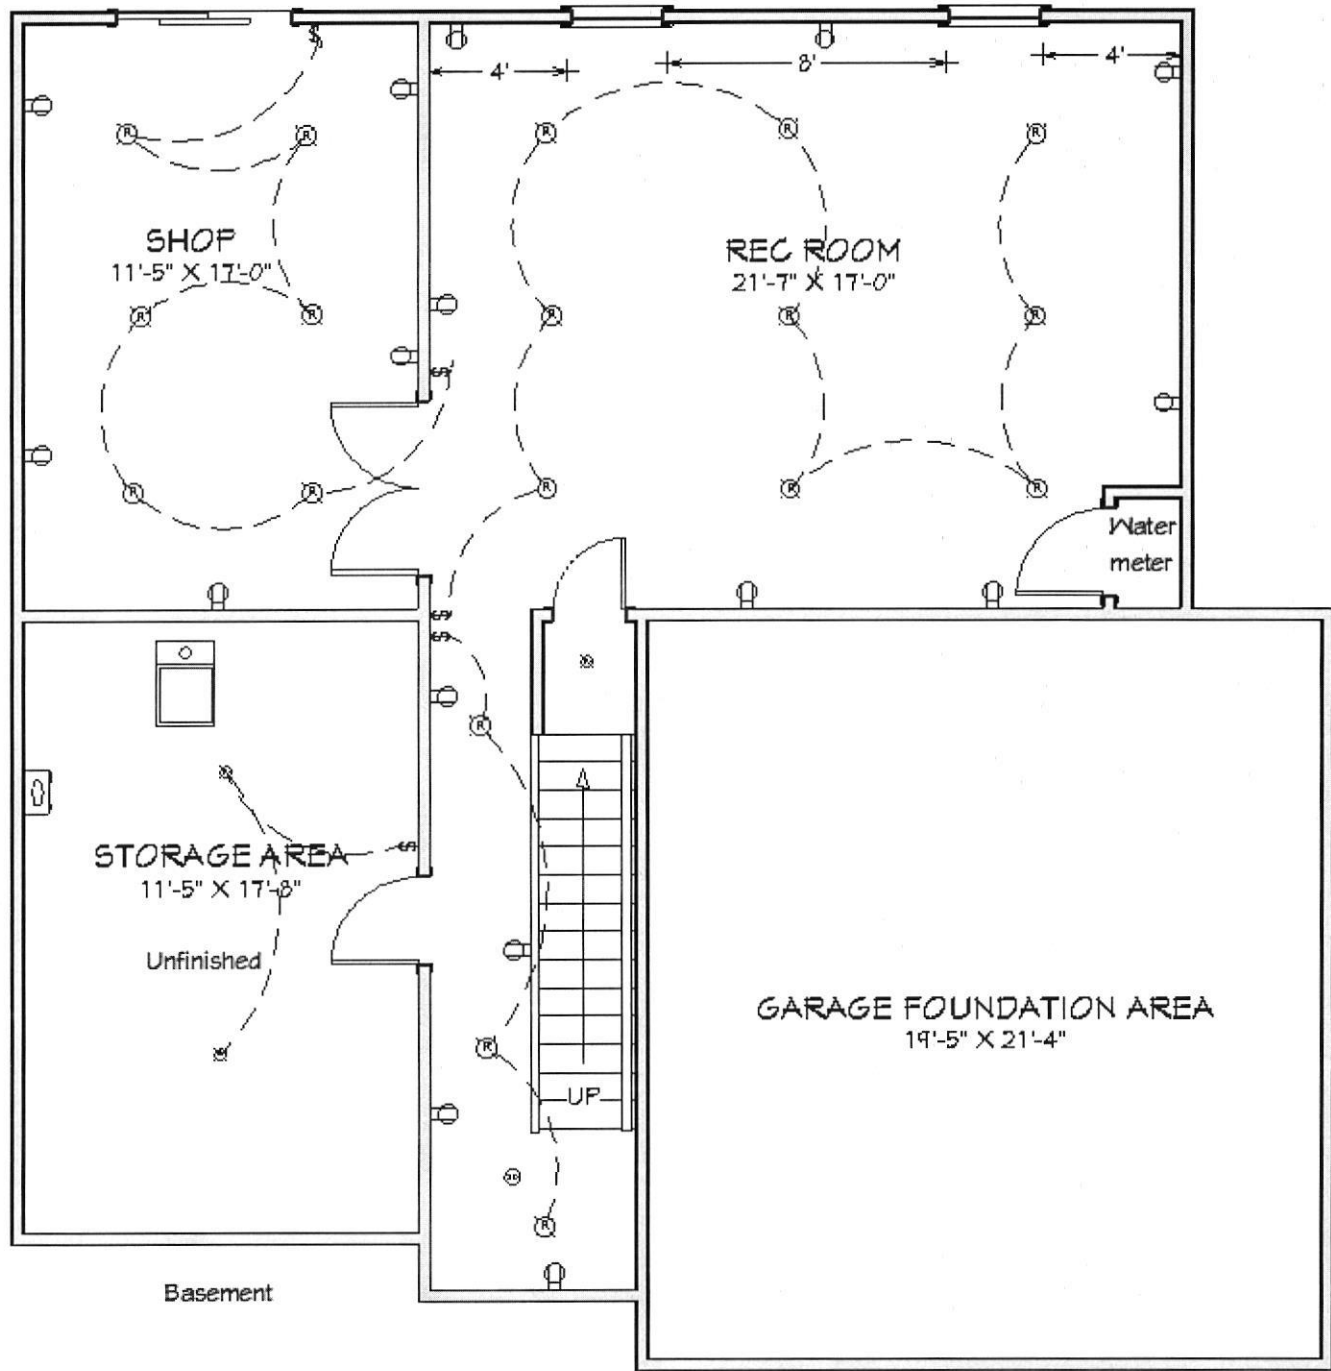 4'
8'
4'
SHOP
11'-5" X 17'-0"
REC ROOM
21'-7" X 17'-0"
Water
meter
STORAGE AREA
11'-5" X 17'-8"
Unfinished
GARAGE FOUNDATION AREA
19'-5" X 21'-4"
UP
Basement
S
R
R
R
R
R
R
R
R
R
R
S
R
R
R
R
R
S
S
R
S
R
R